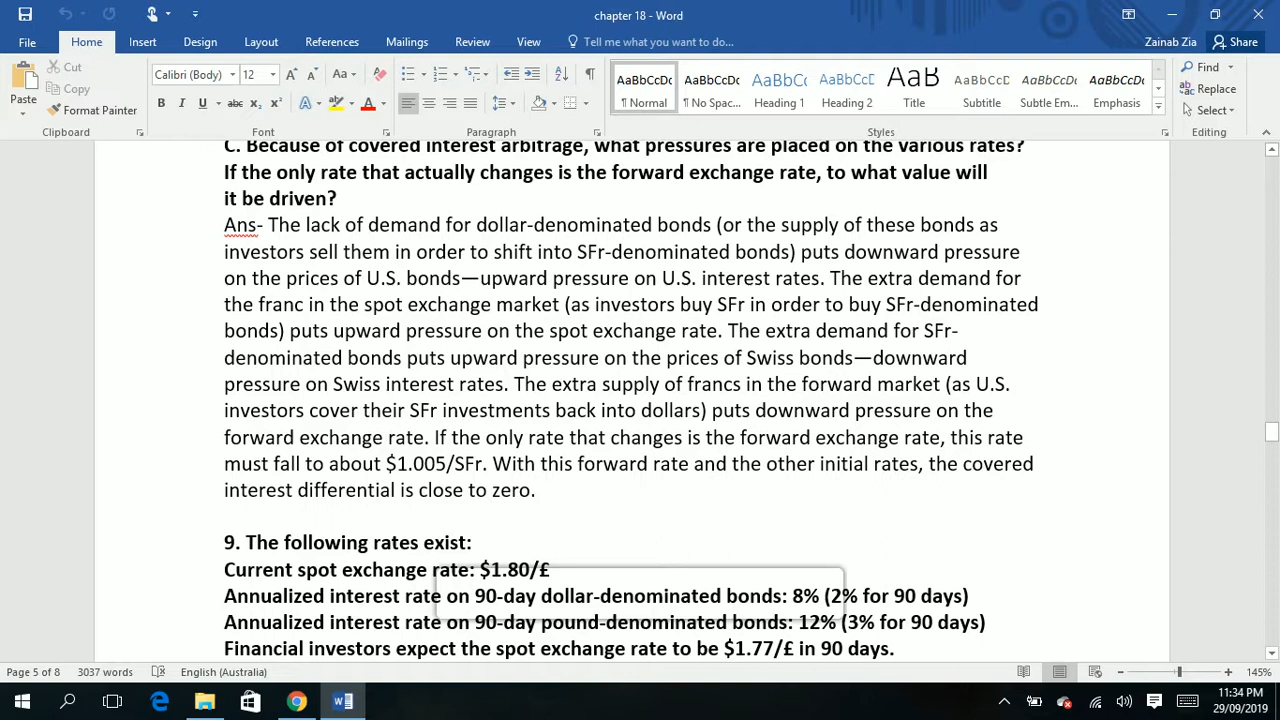 chapter 18 - Word
File Home Insert Design Layout References Mailings Review View Tell me what you want to do... Zainab Zia Share
Paste
Cut
Copy
Format Painter
Clipboard
Calibri (Body) 12 A A Aa
B I U abc X2 X2 A ab A
Font
Paragraph
AaBbCcDc AaBbCcDc AaBbCc AaBbCcl AaB AaBbCcD AaBbCcDc AaBbCcDc
¶ Normal ¶ No Spac... Heading Heading 2 Title Subtitle Subtle Em... Emphasis
Styles
Find
Replace
Select
Editing
C. Because of covered interest arbitrage, what pressures are placed on the various rates?
If the only rate that actually changes is the forward exchange rate, to what value will
it be driven?
Ans- The lack of demand for dollar-denominated bonds (or the supply of these bonds as
investors sell them in order to shift into SFr-denominated bonds) puts downward pressure
on the prices of U.S. bonds—upward pressure on U.S. interest rates. The extra demand for
the franc in the spot exchange market (as investors buy SFr in order to buy SFr-denominated
bonds) puts upward pressure on the spot exchange rate. The extra demand for SFr-
denominated bonds puts upward pressure on the prices of Swiss bonds—downward
pressure on Swiss interest rates. The extra supply of francs in the forward market (as U.S.
investors cover their SFr investments back into dollars) puts downward pressure on the
forward exchange rate. If the only rate that changes is the forward exchange rate, this rate
must fall to about $1.005/SFr. With this forward rate and the other initial rates, the covered
interest differential is close to zero.
9. The following rates exist:
Current spot exchange rate: $1.80/£
Annualized interest rate on 90-day dollar-denominated bonds: 8% (2% for 90 days)
Annualized interest rate on 90-day pound-denominated bonds: 12% (3% for 90 days)
Financial investors expect the spot exchange rate to be $1.77/£ in 90 days.
Page 5 of 8 3037 words English (Australia) 145%
11:34 PM
29/09/2019